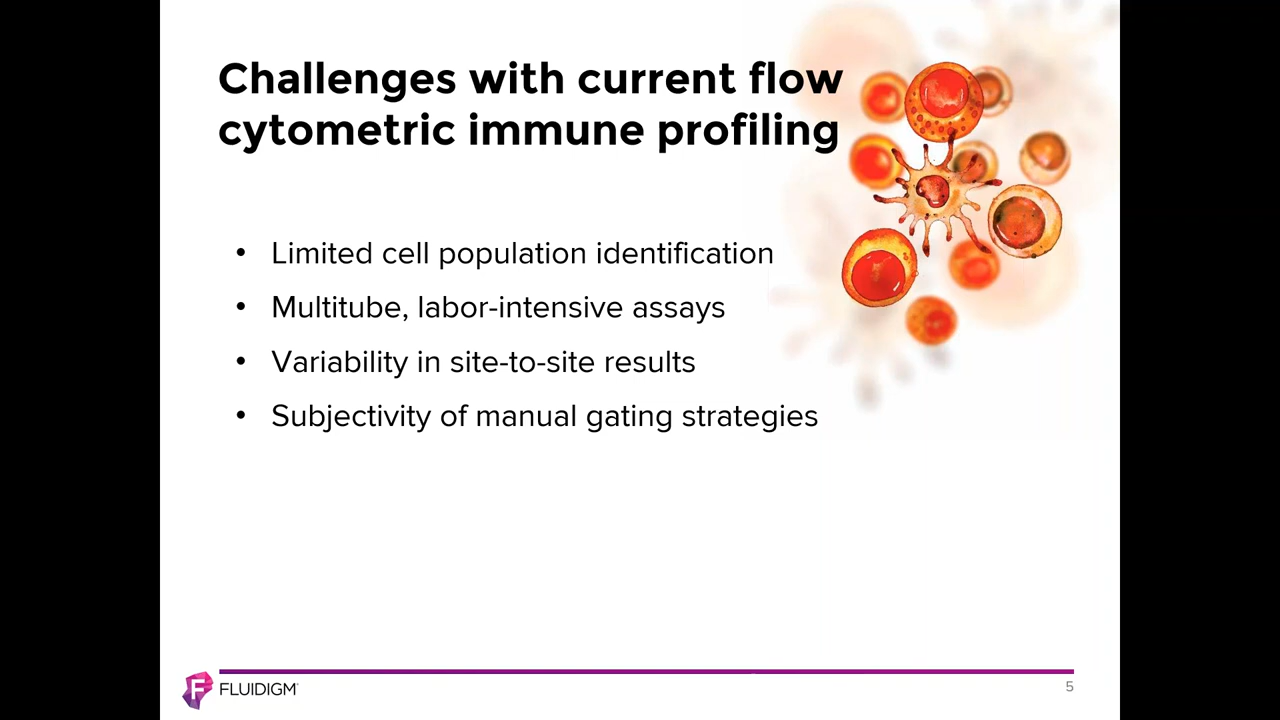 Challenges with current flow
cytometric immune profiling
• Limited cell population identification
• Multitube, labor-intensive assays
• Variability in site-to-site results
• Subjectivity of manual gating strategies
F FLUIDIGM
5